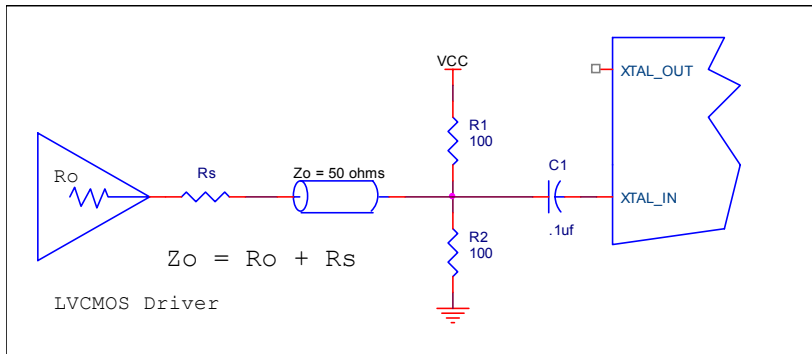 VCC
XTAL_OUT
R1
100
Ro
Rs
Zo = 50 ohms
C1
XTAL_IN
.1uf
R2
100
Zo = Ro + Rs
LVCMOS Driver